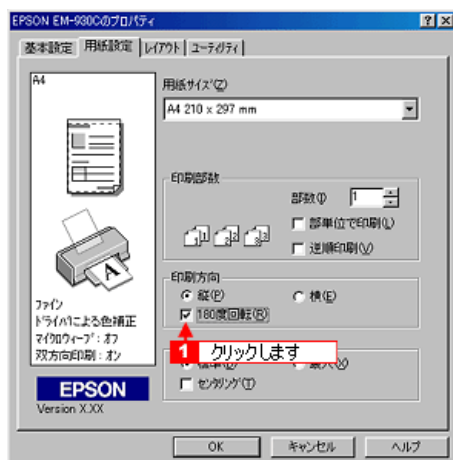 EPSON EM-930Cのプロパティ
基本設定 用紙設定 レイアウト ユーティリティ
A4
用紙サイズ(Z)
A4 210 x 297 mm
印刷部数
部数(I) 1
部単位で印刷(L)
逆順印刷(V)
印刷方向
縦(P) 横(E)
180度回転(R)
1 クリックします
センタリング(T)
ファイン
ドライバによる色補正
マイクロウィーブ：オフ
双方向印刷：オン
EPSON
Version X.XX
OK キャンセル ヘルプ